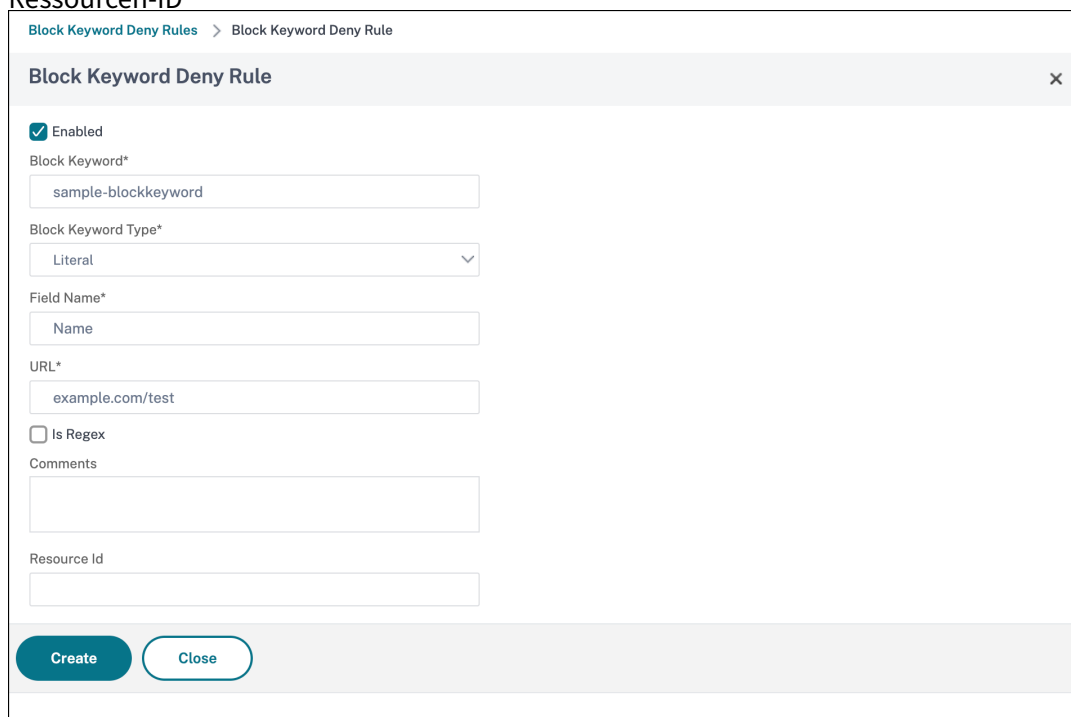 Ressourcen-ID
Block Keyword Deny Rules > Block Keyword Deny Rule
Block Keyword Deny Rule
Enabled
Block Keyword*
sample-blockkeyword
Block Keyword Type*
Literal
Field Name*
Name
URL*
example.com/test
Is Regex
Comments
Resource Id
Create Close